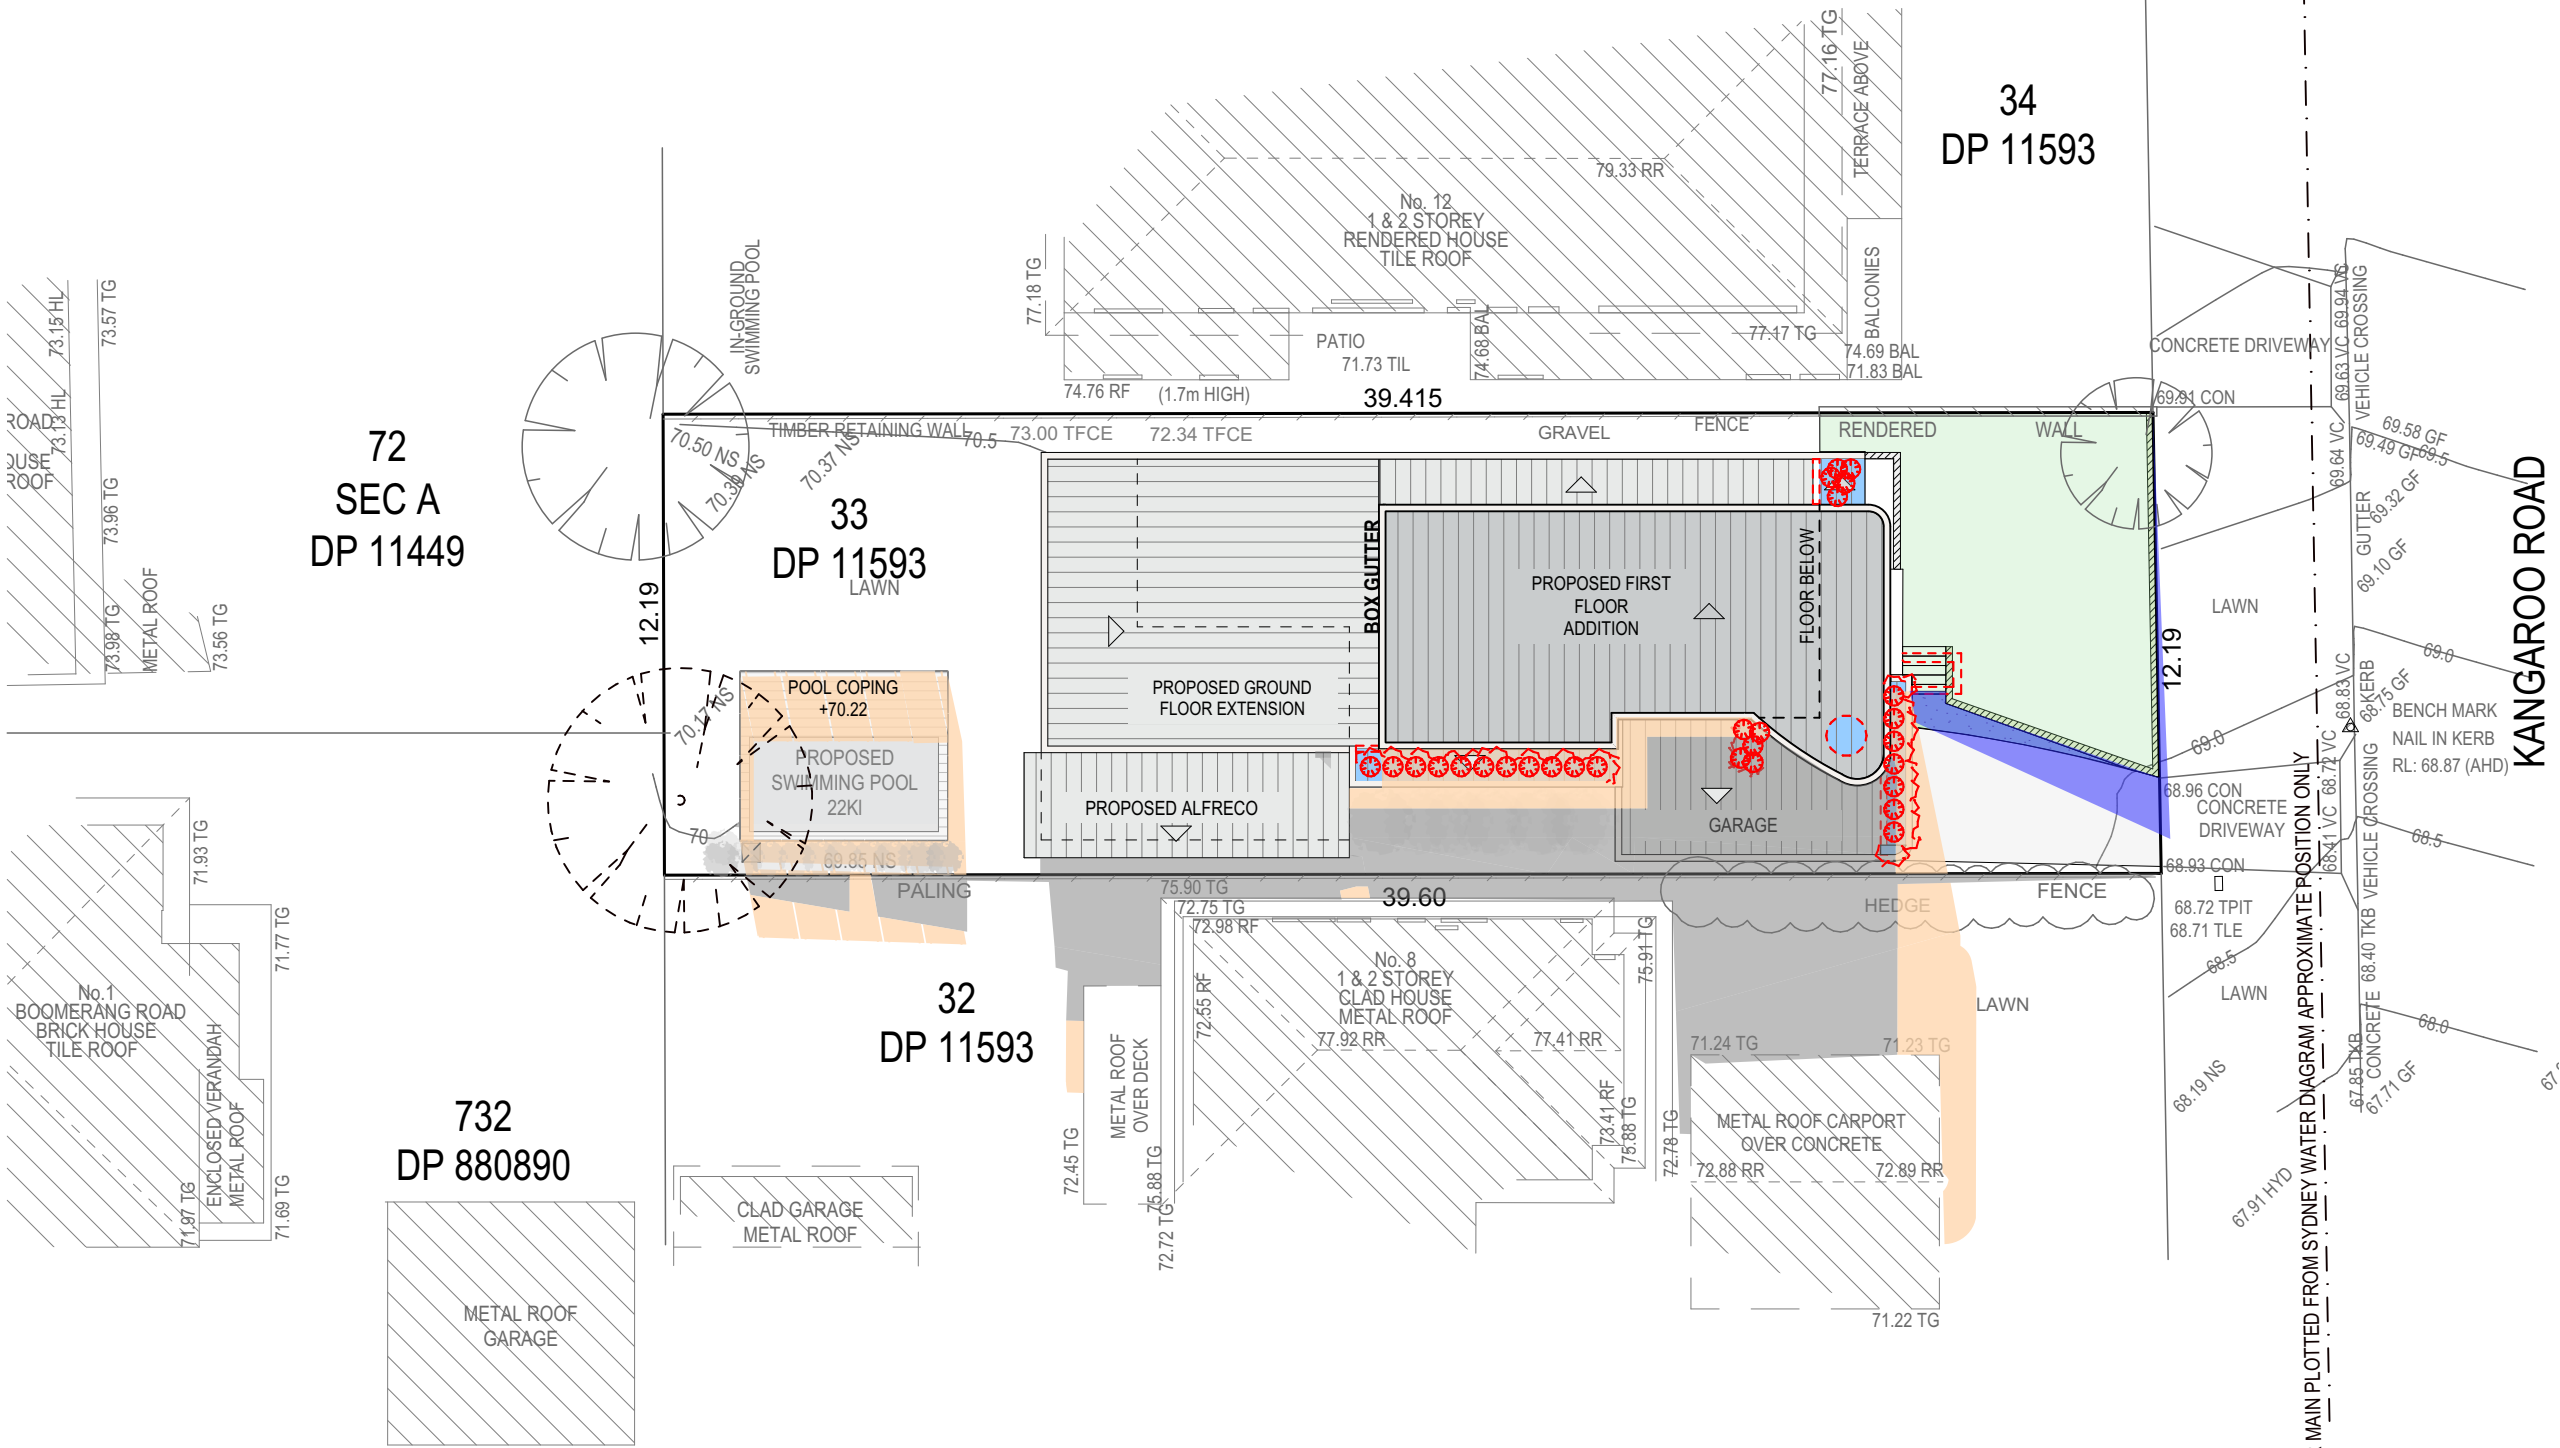 77.16 TG
TERRACE ABOVE
34
DP 11593
79.33 RR
No. 12
1 & 2 STOREY
RENDERED HOUSE
TILE ROOF
IN-GROUND
SWIMMING POOL
77.18 TG
BALCONIES
PATIO
71.73 TIL
74.68 BAL
77.17 TG
74.69 BAL
71.83 BAL
74.76 RF
(1.7m HIGH)
39.415
CONCRETE DRIVEWAY
69.63 VC
69.94 VC
VEHICLE CROSSING
69.91 CON
73.15 HL
73.57 TG
73.13 HL
ROAD
OUSE
ROOF
73.96 TG
73.98 TG
METAL ROOF
73.56 TG
72
SEC A
DP 11449
TIMBER RETAINING WALL
70.5
73.00 TFCE
72.34 TFCE
GRAVEL
FENCE
RENDERED
WALL
70.50 NS
70.37 NS
33
DP 11593
LAWN
12.19
BOX GUTTER
PROPOSED FIRST
FLOOR
ADDITION
FLOOR BELOW
69.64 VC
69.58 GF
69.49 GF
69.5
69.32 GF
GUTTER
69.10 GF
KANGAROO ROAD
LAWN
12.19
69.0
68.83 VC
KERB
68.75 GF
BENCH MARK
NAIL IN KERB
RL: 68.87 (AHD)
POOL COPING
+70.22
70.17 NS
PROPOSED GROUND
FLOOR EXTENSION
PROPOSED
SWIMMING POOL
22Kl
PROPOSED ALFRECO
GARAGE
69.0
68.72 VC
68.96 CON
CONCRETE
DRIVEWAY
68.41 VC
VEHICLE CROSSING
68.5
70
69.85 NS
PALING
75.90 TG
39.60
HEDGE
FENCE
68.93 CON
68.72 TPIT
68.71 TLE
71.93 TG
71.77 TG
72.75 TG
72.98 RF
75.91 TG
No. 8
1 & 2 STOREY
CLAD HOUSE
METAL ROOF
77.92 RR
77.41 RR
72.55 RF
LAWN
68.5
LAWN
68.40 TKB
CONCRETE
68.0
No.1
BOOMERANG ROAD
BRICK HOUSE
TILE ROOF
ENCLOSED VERANDAH
METAL ROOF
71.97 TG
71.69 TG
32
DP 11593
METAL ROOF
OVER DECK
72.45 TG
75.88 TG
72.72 TG
73.41 RF
75.88 TG
72.78 TG
71.24 TG
71.23 TG
METAL ROOF CARPORT
OVER CONCRETE
72.88 RR
72.89 RR
71.22 TG
68.19 NS
67.85 TKB
67.71 GF
67.91 HYD
732
DP 880890
CLAD GARAGE
METAL ROOF
METAL ROOF
GARAGE
MAIN PLOTTED FROM SYDNEY WATER DIAGRAM APPROXIMATE POSITION ONLY